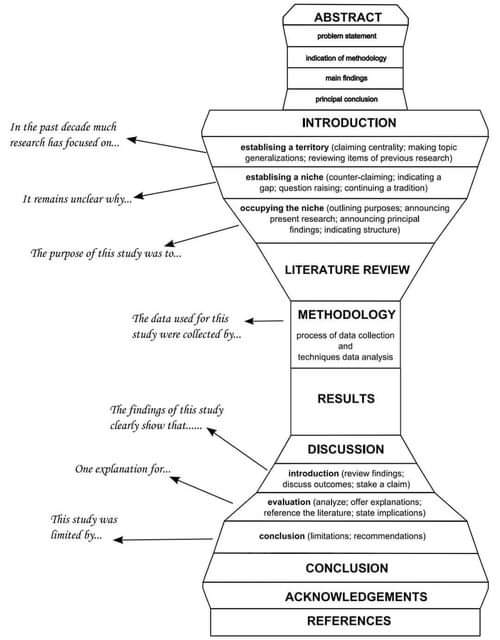 ABSTRACT
problem statement
indication of methodology
main findings
principal conclusion
INTRODUCTION
In the past decade much
research has focused on...
establising a territory (claiming centrality; making topic
generalizations; reviewing items of previous research)
establising a niche (counter-claiming; indicating a
gap; question raising; continuing a tradition)
It remains unclear why...
occupying the niche (outlining purposes; announcing
present research; announcing principal
findings; indicating structure)
The purpose of this study was to...
LITERATURE REVIEW
METHODOLOGY
The data used for this
study were collected by...
process of data collection
and
techniques data analysis
RESULTS
The findings of this study
clearly show that......
DISCUSSION
introduction (review findings;
discuss outcomes; stake a claim)
One explanation for...
evaluation (analyze; offer explanations;
reference the literature; state implications)
This study was
limited by...
conclusion (limitations; recommendations)
CONCLUSION
ACKNOWLEDGEMENTS
REFERENCES